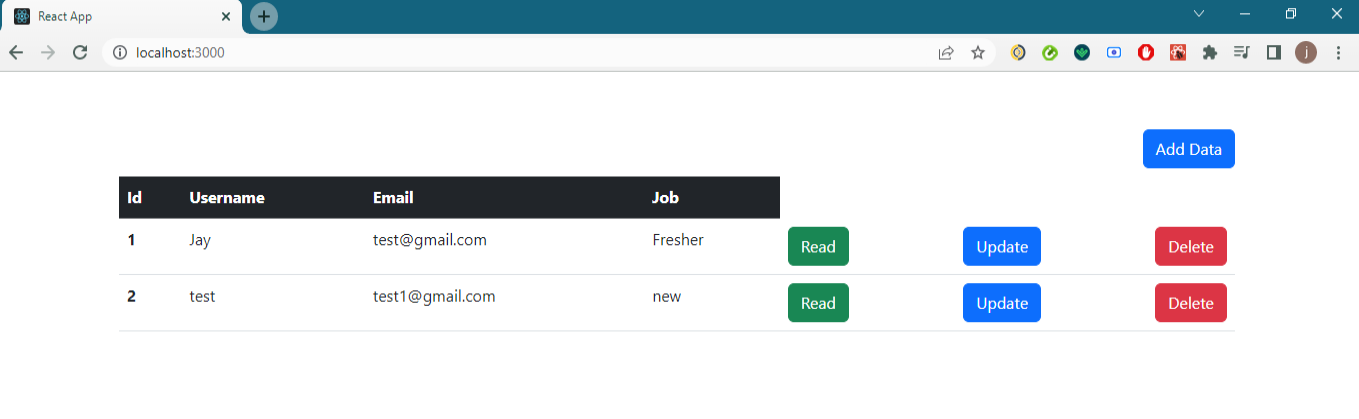 React App
localhost:3000
j
Add Data
Id Username Email Job
1 Jay test@gmail.com Fresher Read Update Delete
2 test test1@gmail.com new Read Update Delete